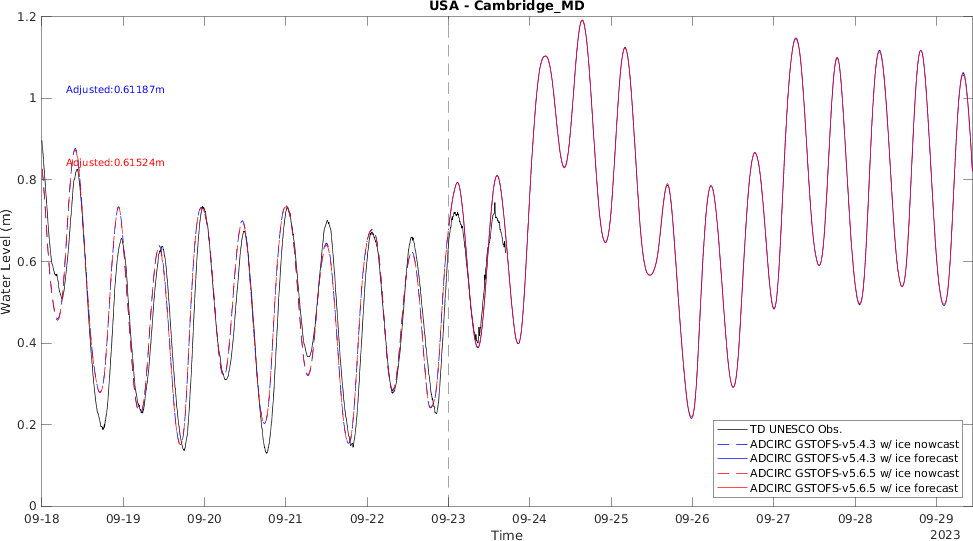 USA - Cambridge_MD
1.2
1
0.8
0.6
0.4
0.2
0
Water Level (m)
Adjusted:0.61187m
Adjusted:0.61524m
TD UNESCO Obs.
ADCIRC GSTOFS-v5.4.3 w/ ice nowcast
ADCIRC GSTOFS-v5.4.3 w/ ice forecast
ADCIRC GSTOFS-v5.6.5 w/ ice nowcast
ADCIRC GSTOFS-v5.6.5 w/ ice forecast
09-18 09-19 09-20 09-21 09-22 09-23 09-24 09-25 09-26 09-27 09-28 09-29
Time 2023